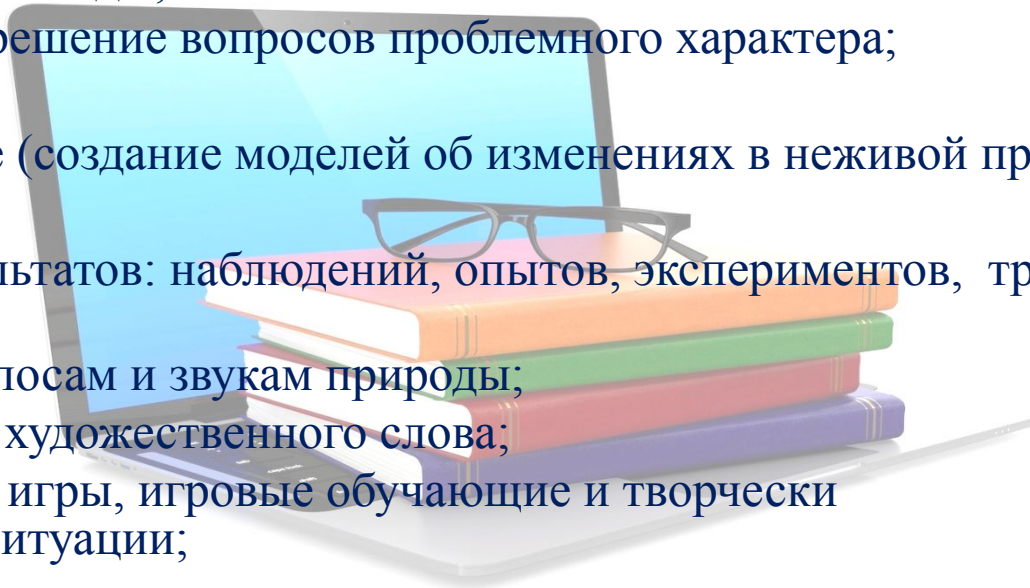 решение вопросов проблемного характера;
е (создание моделей об изменениях в неживой пр
льтатов: наблюдений, опытов, экспериментов, тр
лосам и звукам природы;
художественного слова;
игры, игровые обучающие и творчески
итуации;